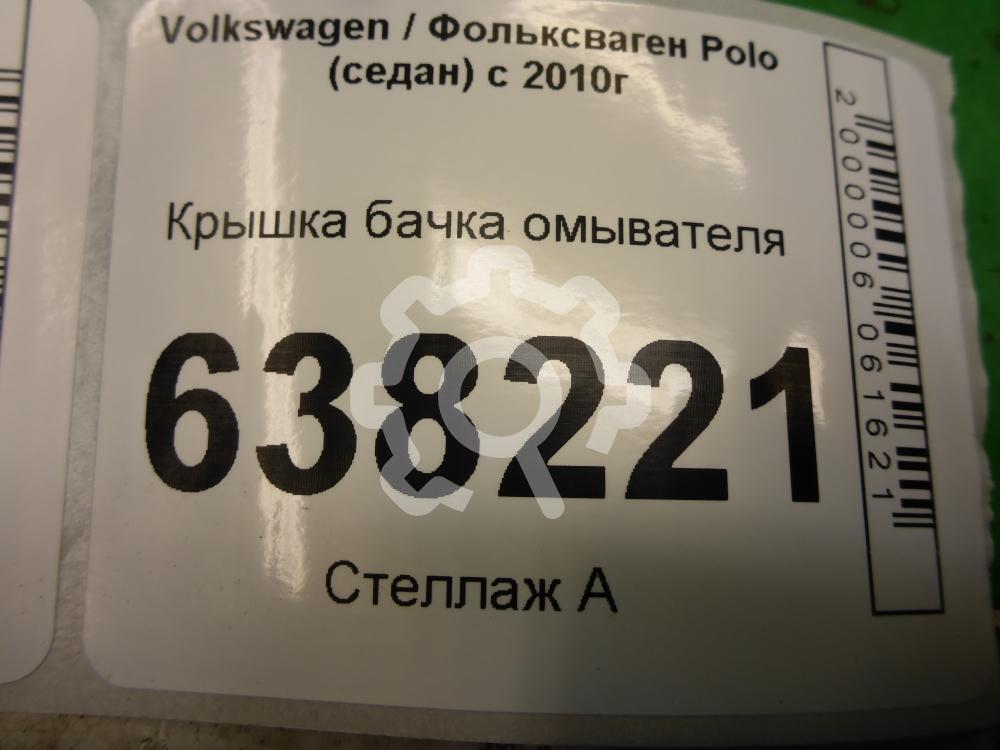 Volkswagen / Фольксваген Polo
(седан) с 2010г
Крышка бачка омывателя
638221
Стеллаж А
2000006061621